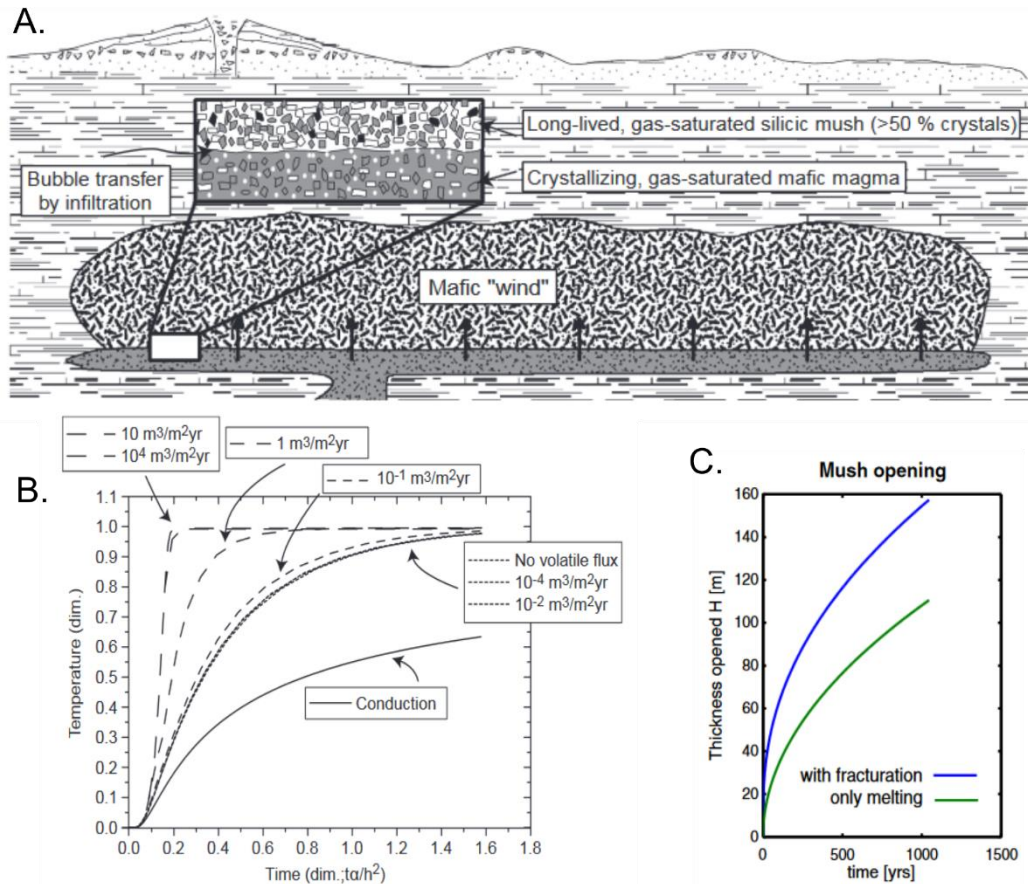 A.
Long-lived, gas-saturated silicic mush (>50 % crystals)
Bubble transfer
by infiltration
Crystallizing, gas-saturated mafic magma
Mafic "wind"
B.
10 m³/m²yr
10⁴ m³/m²yr
1 m³/m²yr
10⁻¹ m³/m²yr
No volatile flux
10⁻⁴ m³/m²yr
10⁻² m³/m²yr
Conduction
Temperature (dim.)
1.1
1.0
0.9
0.8
0.7
0.6
0.5
0.4
0.3
0.2
0.1
0.0
0.0 0.2 0.4 0.6 0.8 1.0 1.2 1.4 1.6 1.8
Time (dim.;tα/h²)
C.
Mush opening
Thickness opened H [m]
160
140
120
100
80
60
40
20
0
with fracturation
only melting
0 500 1000 1500
time [yrs]